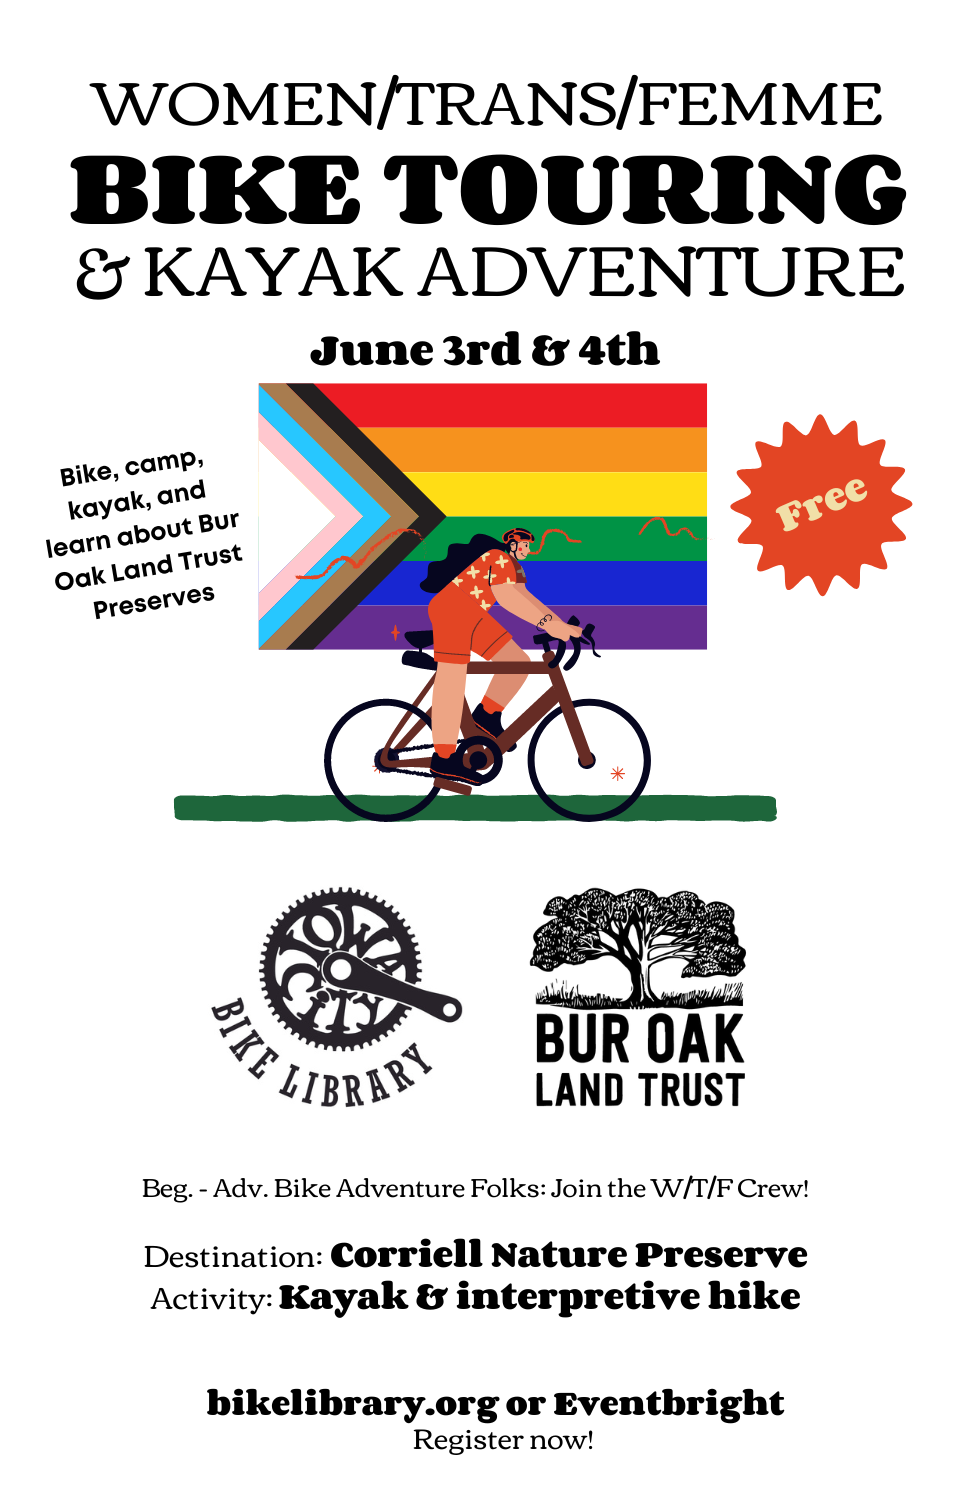 WOMEN/TRANS/FEMME
BIKE TOURING
& KAYAK ADVENTURE
June 3rd & 4th
Bike, camp,
kayak, and
learn about Bur
Oak Land Trust
Preserves
Free
IOWA
CITY
BIKE LIBRARY
BUR OAK
LAND TRUST
Beg. - Adv. Bike Adventure Folks: Join the W/T/F Crew!
Destination: Corriell Nature Preserve
Activity: Kayak & interpretive hike
bikelibrary.org or Eventbright
Register now!